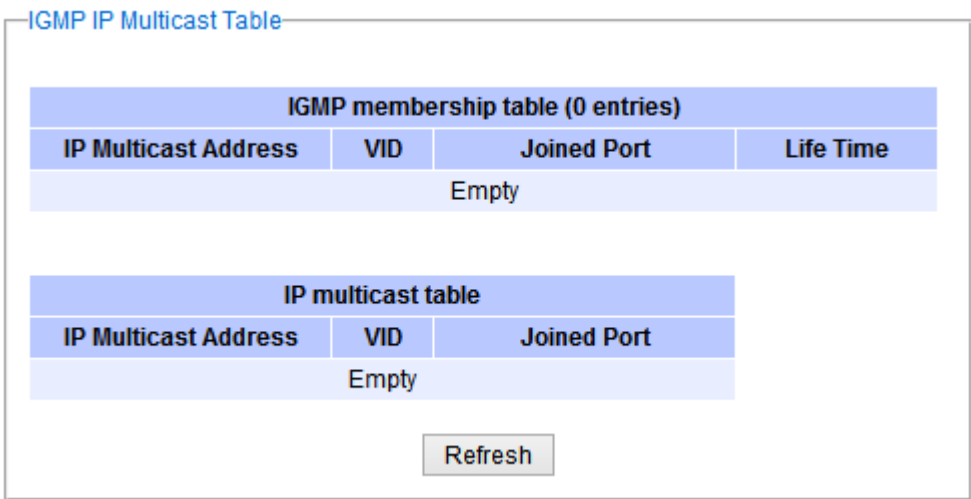 IGMP IP Multicast Table
IGMP membership table (0 entries)
IP Multicast Address VID Joined Port Life Time
Empty
IP multicast table
IP Multicast Address VID Joined Port
Empty
Refresh